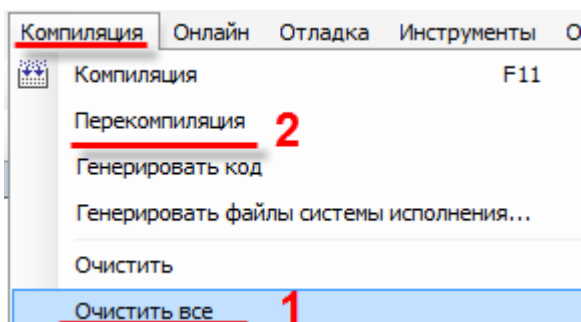 Компиляция Онлайн Отладка Инструменты О
Компиляция F11
Перекомпиляция 2
Генерировать код
Генерировать файлы системы исполнения...
Очистить
Очистить все 1